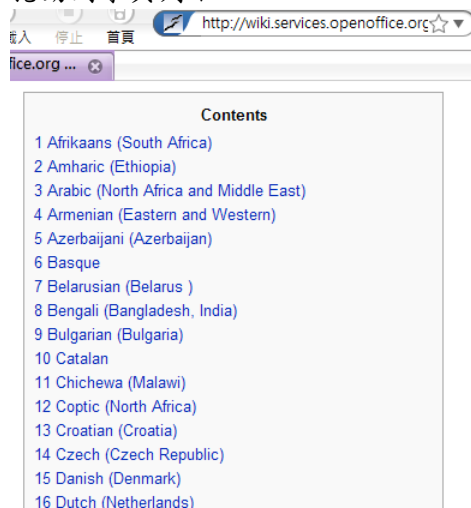 停止 首頁
http://wiki.services.openoffice.org
fice.org ...
Contents
1 Afrikaans (South Africa)
2 Amharic (Ethiopia)
3 Arabic (North Africa and Middle East)
4 Armenian (Eastern and Western)
5 Azerbaijani (Azerbaijan)
6 Basque
7 Belarusian (Belarus )
8 Bengali (Bangladesh, India)
9 Bulgarian (Bulgaria)
10 Catalan
11 Chichewa (Malawi)
12 Coptic (North Africa)
13 Croatian (Croatia)
14 Czech (Czech Republic)
15 Danish (Denmark)
16 Dutch (Netherlands)